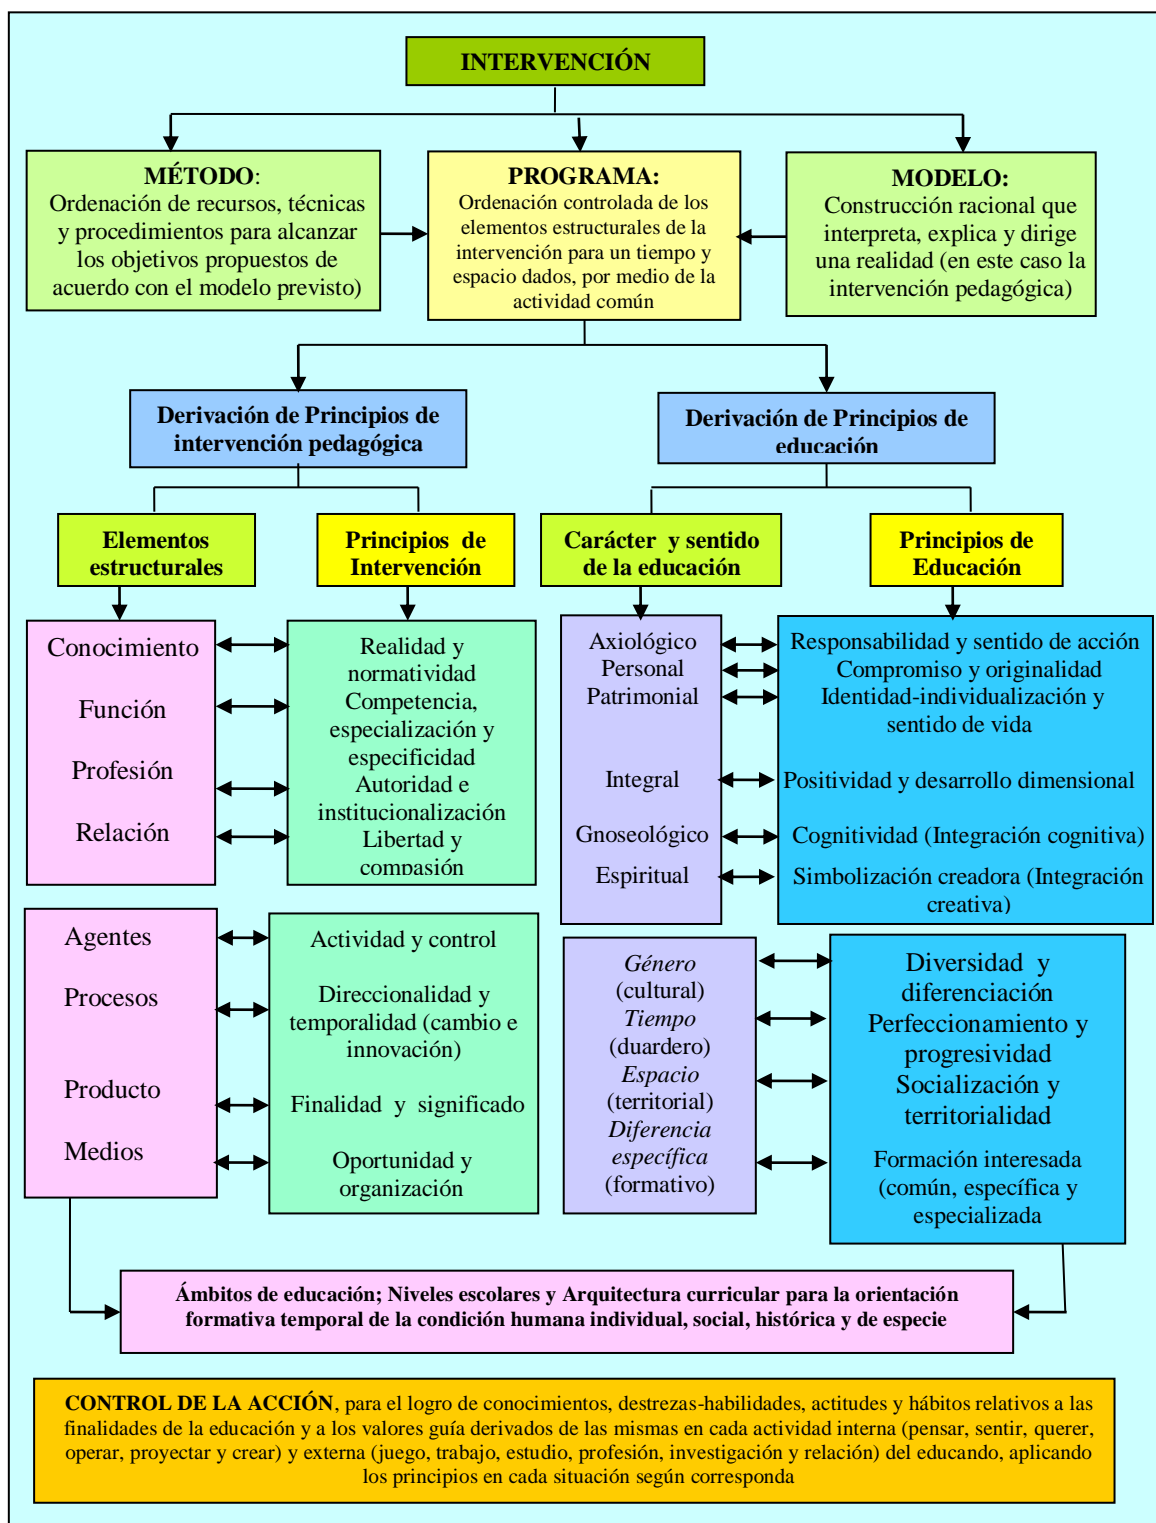 INTERVENCIÓN
MÉTODO:
Ordenación de recursos, técnicas
y procedimientos para alcanzar
los objetivos propuestos de
acuerdo con el modelo previsto)
PROGRAMA:
Ordenación controlada de los
elementos estructurales de la
intervención para un tiempo y
espacio dados, por medio de la
actividad común
MODELO:
Construcción racional que
interpreta, explica y dirige
una realidad (en este caso la
intervención pedagógica)
Derivación de Principios de
intervención pedagógica
Derivación de Principios de
educación
Elementos
estructurales
Principios de
Intervención
Carácter y sentido
de la educación
Principios de
Educación
Conocimiento
Función
Profesión
Relación
Realidad y
normatividad
Competencia,
especialización y
especificidad
Autoridad e
institucionalización
Libertad y
compasión
Axiológico
Personal
Patrimonial
Integral
Gnoseológico
Espiritual
Responsabilidad y sentido de acción
Compromiso y originalidad
Identidad-individualización y
sentido de vida
Positividad y desarrollo dimensional
Cognitividad (Integración cognitiva)
Simbolización creadora (Integración
creativa)
Agentes
Procesos
Producto
Medios
Actividad y control
Direccionalidad y
temporalidad (cambio e
innovación)
Finalidad y significado
Oportunidad y
organización
Género
(cultural)
Tiempo
(duardero)
Espacio
(territorial)
Diferencia
específica
(formativo)
Diversidad y
diferenciación
Perfeccionamiento y
progresividad
Socialización y
territorialidad
Formación interesada
(común, específica y
especializada
Ámbitos de educación; Niveles escolares y Arquitectura curricular para la orientación
formativa temporal de la condición humana individual, social, histórica y de especie
CONTROL DE LA ACCIÓN, para el logro de conocimientos, destrezas-habilidades, actitudes y hábitos relativos a las
finalidades de la educación y a los valores guía derivados de las mismas en cada actividad interna (pensar, sentir, querer,
operar, proyectar y crear) y externa (juego, trabajo, estudio, profesión, investigación y relación) del educando, aplicando
los principios en cada situación según corresponda